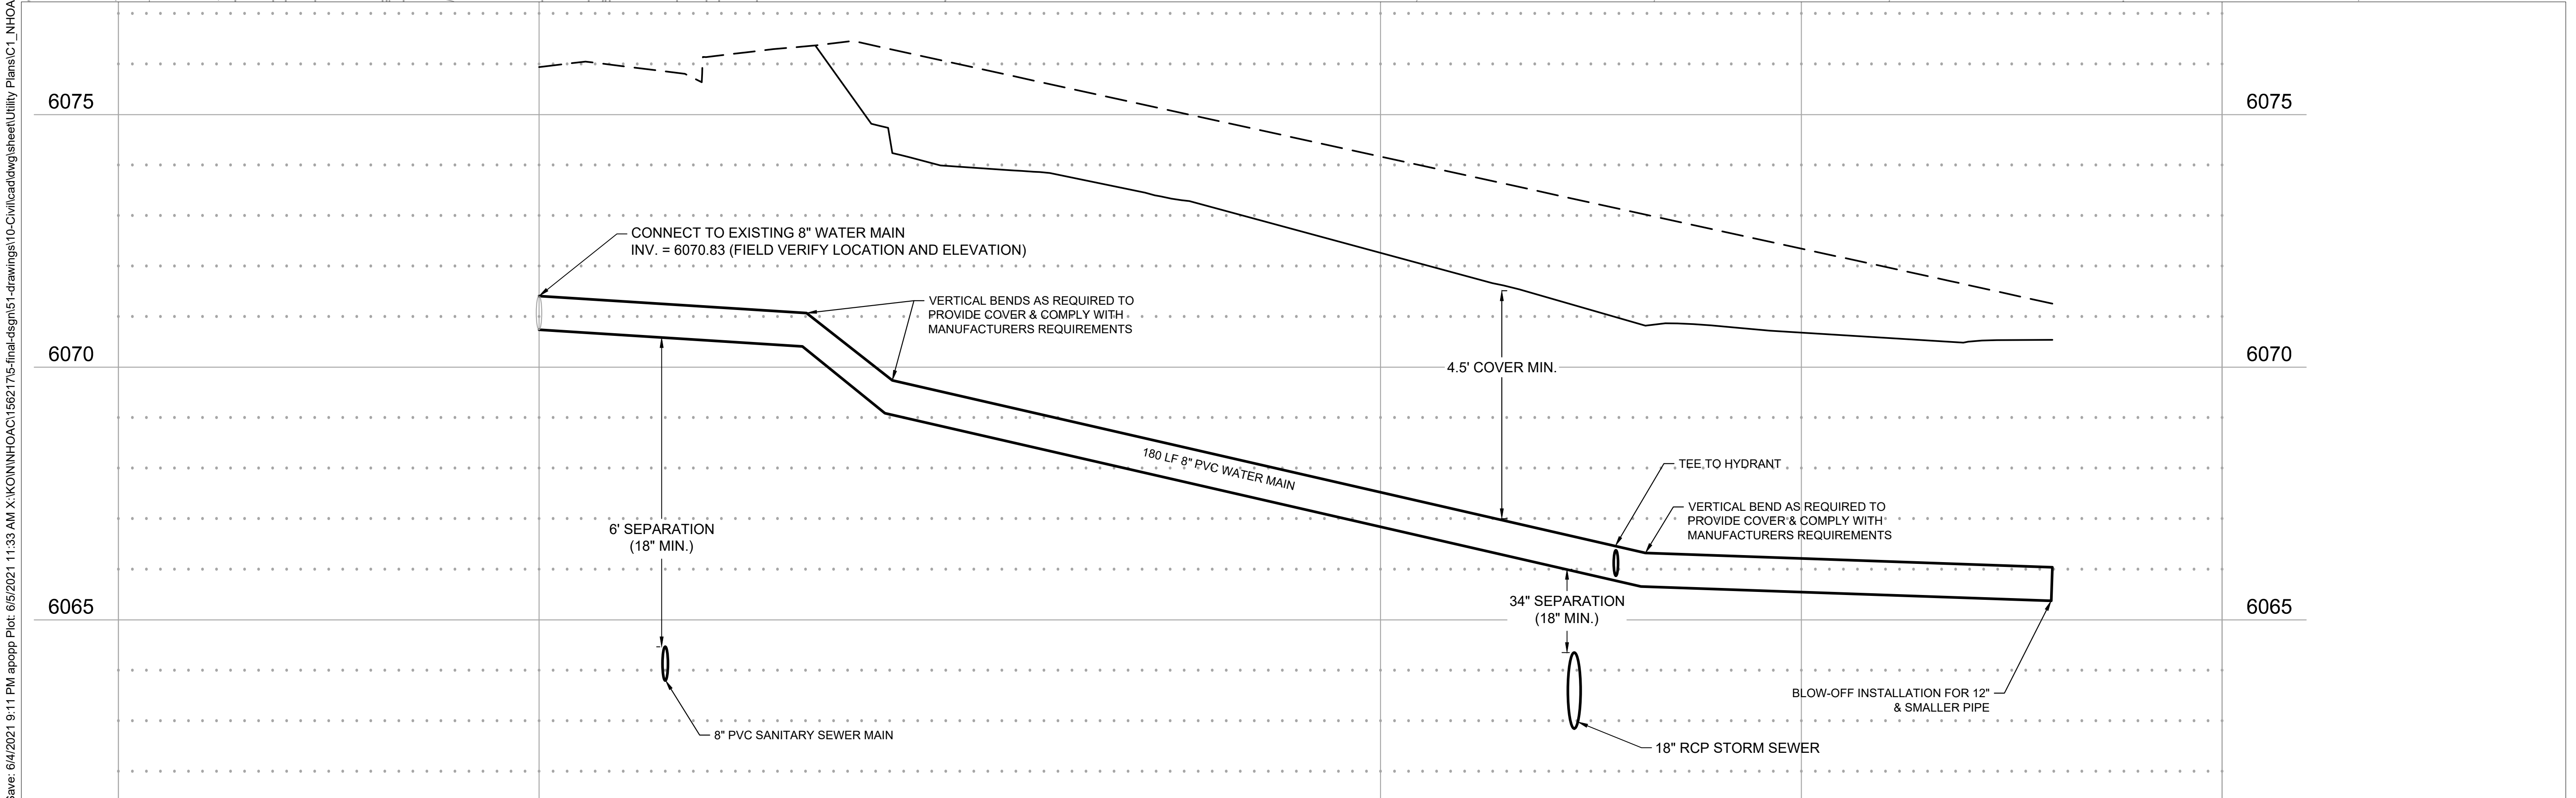 Save: 6/4/2021 9:11 PM apopp Plot: 6/5/2021 11:33 AM X:\KO\N\NHOAC\156217\5-final-dsgn\51-drawings\10-Civil\cad\dwg\sheet\Utility Plans\C1_NHOA
6075
6075
CONNECT TO EXISTING 8" WATER MAIN
INV. = 6070.83 (FIELD VERIFY LOCATION AND ELEVATION)
VERTICAL BENDS AS REQUIRED TO
PROVIDE COVER & COMPLY WITH
MANUFACTURERS REQUIREMENTS
6070
4.5' COVER MIN.
6070
180 LF 8" PVC WATER MAIN
TEE TO HYDRANT
VERTICAL BEND AS REQUIRED TO
PROVIDE COVER & COMPLY WITH
MANUFACTURERS REQUIREMENTS
6' SEPARATION
(18" MIN.)
6065
34" SEPARATION
(18" MIN.)
6065
BLOW-OFF INSTALLATION FOR 12"
& SMALLER PIPE
8" PVC SANITARY SEWER MAIN
18" RCP STORM SEWER